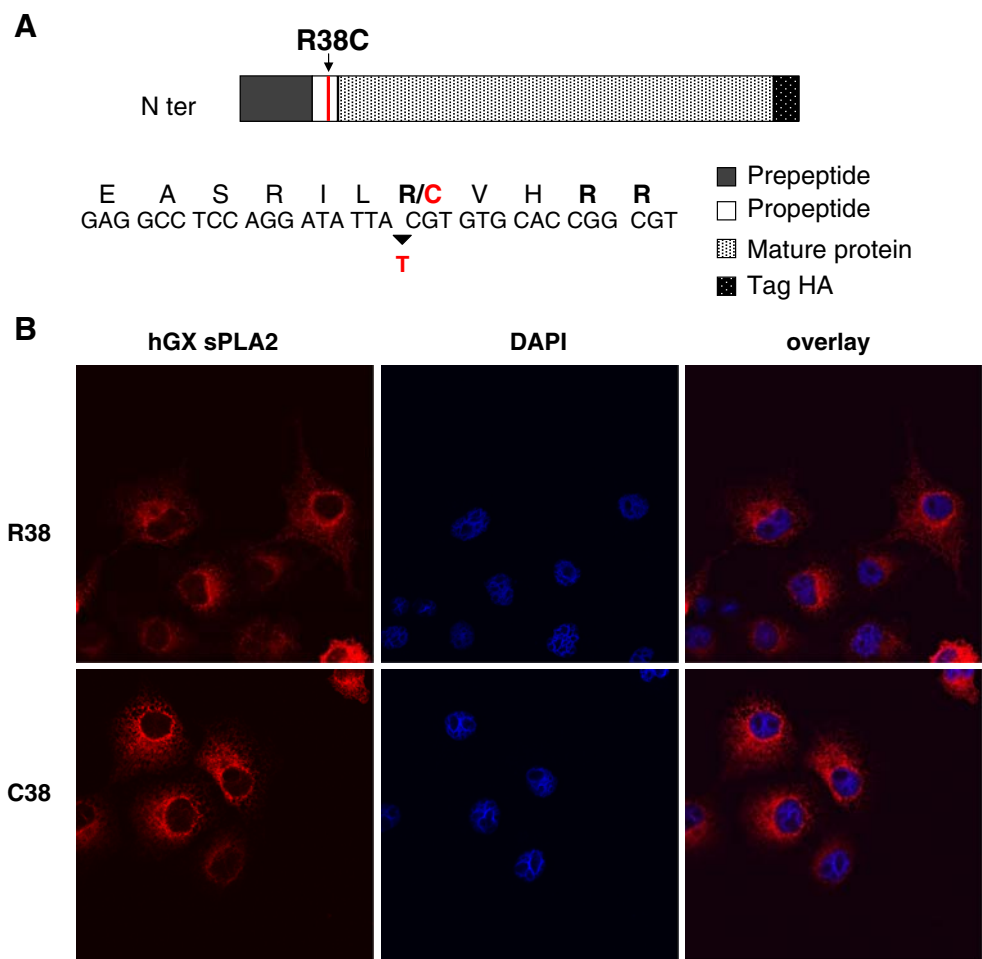 A
R38C
N ter
E A S R I L R/C V H R R
GAG GCC TCC AGG ATA TTA CGT GTG CAC CGG CGT
T
Prepeptide
Propeptide
Mature protein
Tag HA
B
hGX sPLA2 DAPI overlay
R38
C38